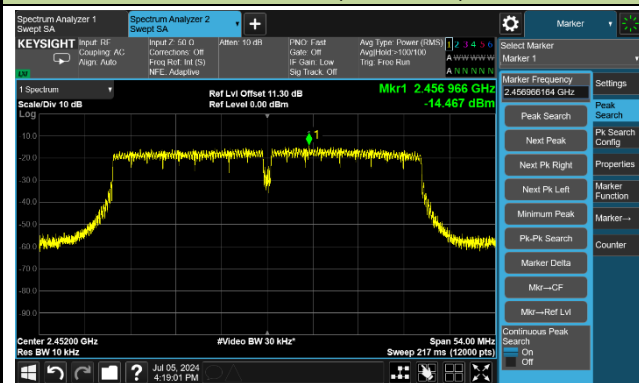 Spectrum Analyzer 1
Swept SA
Spectrum Analyzer 2
Swept SA
+
Marker
KEYSIGHT
Input: RF
Coupling: AC
Align: Auto
Input Z: 50 Ω
Corrections: Off
Freq Ref: Int (S)
NFE: Adaptive
Atten: 10 dB
PNO: Fast
Gate: Off
IF Gain: Low
Sig Track: Off
Avg Type: Power (RMS)
Avg|Hold:>100/100
Trig: Free Run
1 2 3 4 5 6
A W W W W W
A N N N N N
Select Marker
Marker 1
1 Spectrum
Scale/Div 10 dB
Log
Ref Lvl Offset 11.30 dB
Ref Level 0.00 dBm
Mkr1 2.456 966 GHz
-14.467 dBm
1
-10.0
-20.0
-30.0
-40.0
-50.0
-60.0
-70.0
-80.0
-90.0
Center 2.45200 GHz
Res BW 10 kHz
#Video BW 30 kHz*
Span 54.00 MHz
Sweep 217 ms (12000 pts)
Marker Frequency
2.456966164 GHz
Peak Search
Next Peak
Next Pk Right
Next Pk Left
Minimum Peak
Pk-Pk Search
Marker Delta
Mkr→CF
Mkr→Ref Lvl
Continuous Peak
Search
On
Off
Settings
Peak
Search
Pk Search
Config
Properties
Marker
Function
Marker→
Counter
?
Jul 05, 2024
4:19:01 PM